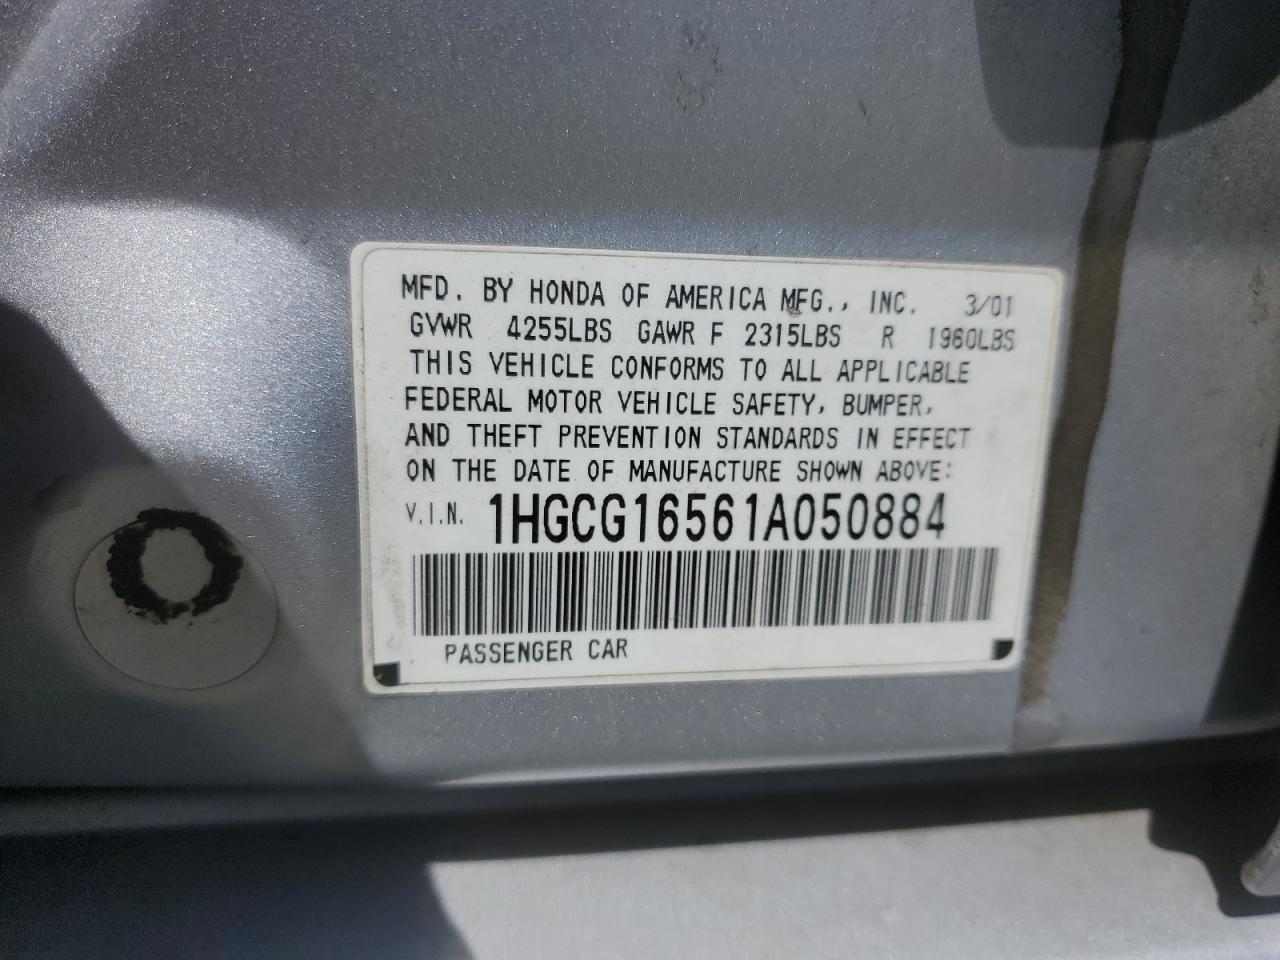 MFD. BY HONDA OF AMERICA MFG., INC. 3/01
GVWR 4255LBS GAWR F 2315LBS R 1960LBS
THIS VEHICLE CONFORMS TO ALL APPLICABLE
FEDERAL MOTOR VEHICLE SAFETY, BUMPER,
AND THEFT PREVENTION STANDARDS IN EFFECT
ON THE DATE OF MANUFACTURE SHOWN ABOVE:
V.I.N. 1HGCG16561A050884
PASSENGER CAR